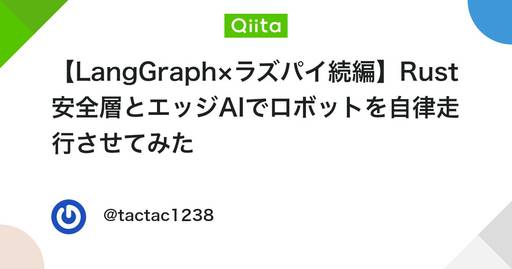 Qiita
【LangGraph×ラズパイ続編】Rust
安全層とエッジAIでロボットを自律走
行させてみた
@tactac1238